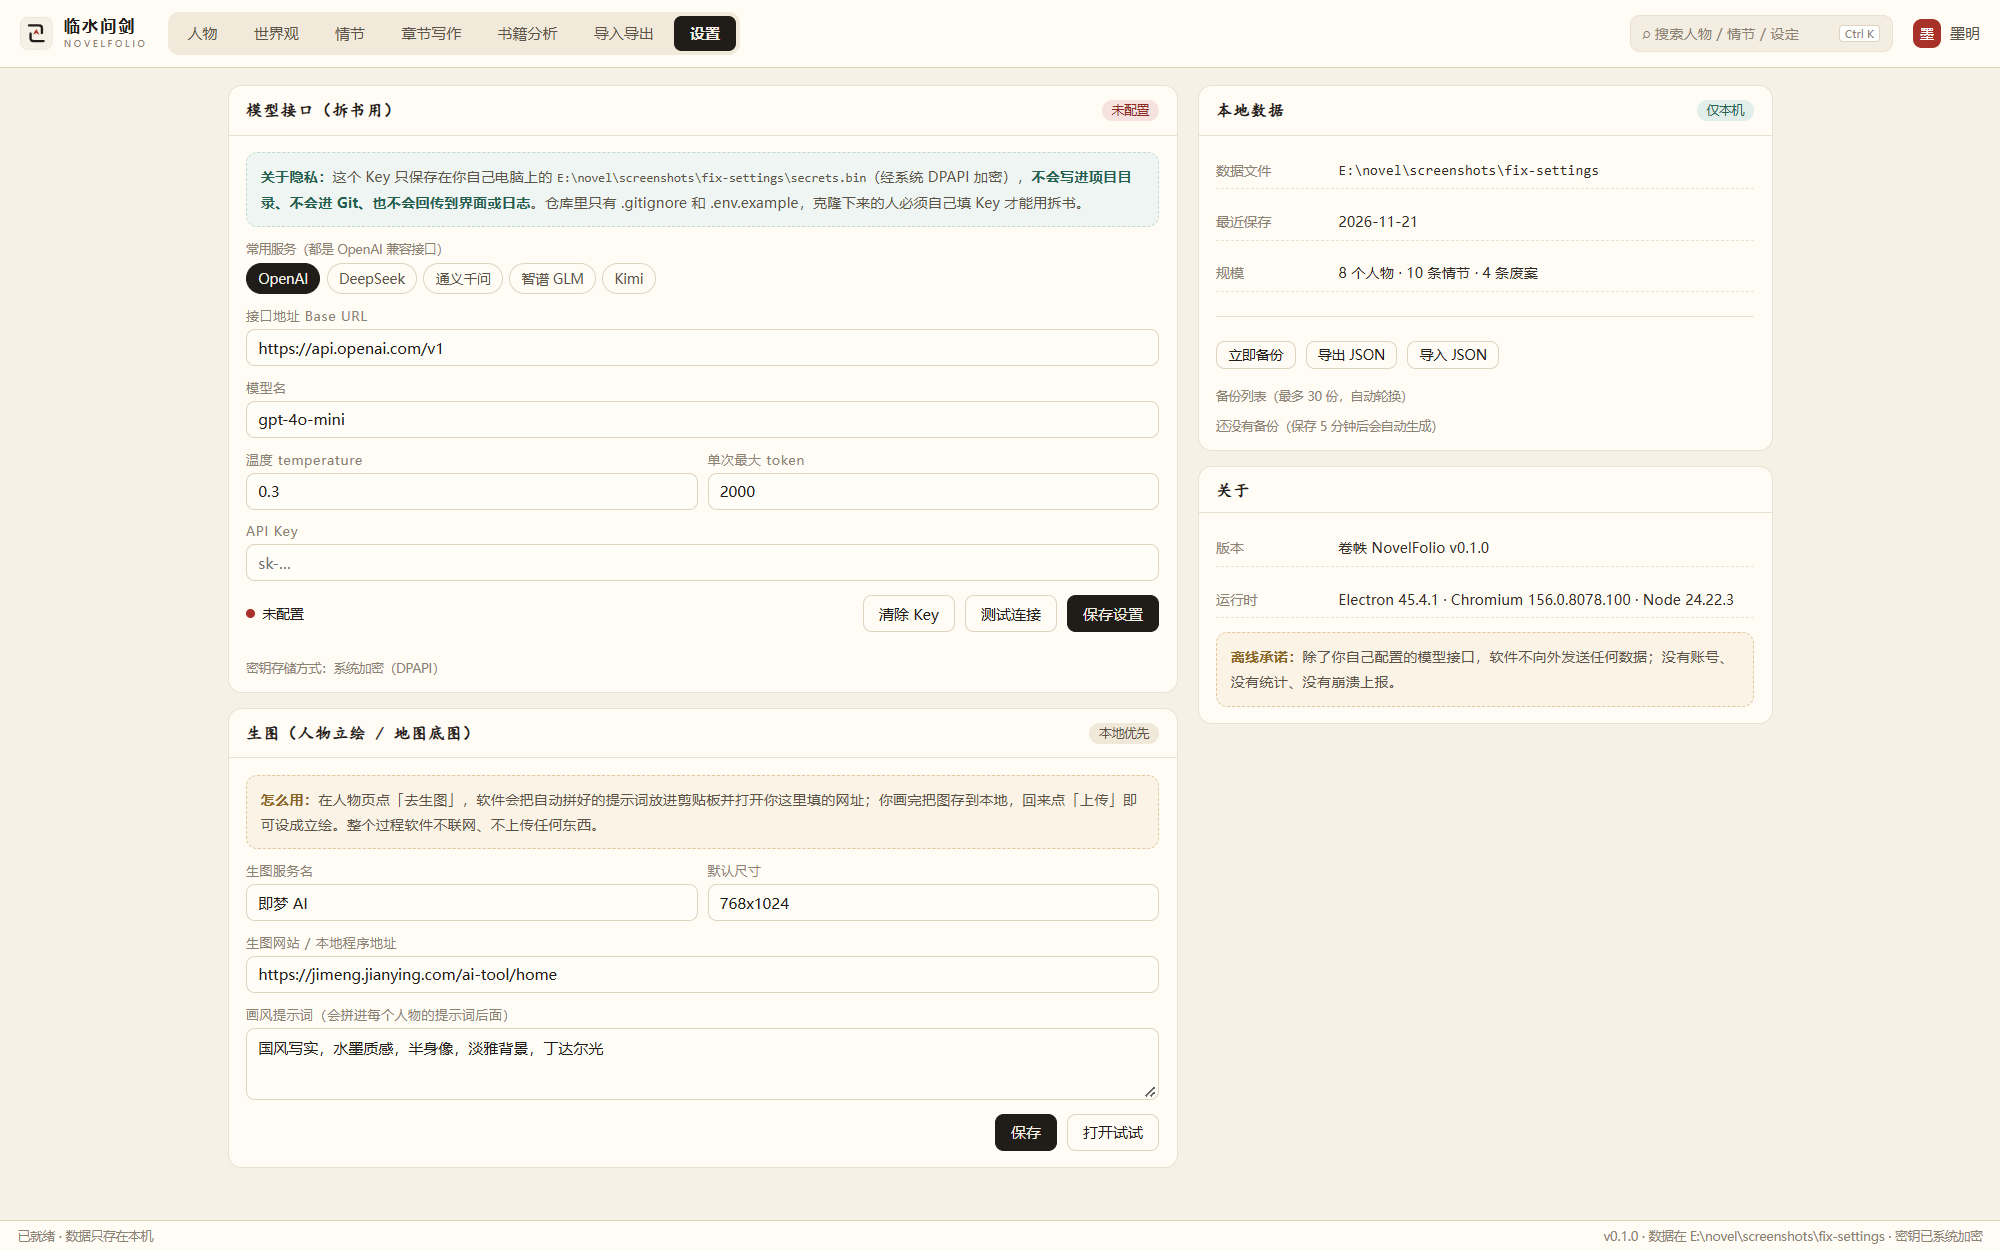 临水问剑
NOVELFOLIO
人物 世界观 情节 章节写作 书籍分析 导入导出 设置
搜索人物 / 情节 / 设定 Ctrl K
墨 墨明
模型接口（拆书用） 未配置
关于隐私：这个 Key 只保存在你自己电脑上的 E:\novel\screenshots\fix-settings\secrets.bin（经系统 DPAPI 加密），不会写进项目目
录、不会进 Git、也不会回传到界面或日志。仓库里只有 .gitignore 和 .env.example，克隆下来的人必须自己填 Key 才能用拆书。
常用服务（都是 OpenAI 兼容接口）
OpenAI DeepSeek 通义千问 智谱 GLM Kimi
接口地址 Base URL
https://api.openai.com/v1
模型名
gpt-4o-mini
温度 temperature 单次最大 token
0.3 2000
API Key
sk-...
未配置 清除 Key 测试连接 保存设置
密钥存储方式：系统加密（DPAPI）
生图（人物立绘 / 地图底图） 本地优先
怎么用：在人物页点「去生图」，软件会把自动拼好的提示词放进剪贴板并打开你这里填的网址；你画完把图存到本地，回来点「上传」即
可设成立绘。整个过程软件不联网、不上传任何东西。
生图服务名 默认尺寸
即梦 AI 768x1024
生图网站 / 本地程序地址
https://jimeng.jianying.com/ai-tool/home
画风提示词（会拼进每个人物的提示词后面）
国风写实，水墨质感，半身像，淡雅背景，丁达尔光
保存 打开试试
本地数据 仅本机
数据文件 E:\novel\screenshots\fix-settings
最近保存 2026-11-21
规模 8 个人物 · 10 条情节 · 4 条废案
立即备份 导出 JSON 导入 JSON
备份列表（最多 30 份，自动轮换）
还没有备份（保存 5 分钟后会自动生成）
关于
版本 卷帙 NovelFolio v0.1.0
运行时 Electron 45.4.1 · Chromium 156.0.8078.100 · Node 24.22.3
离线承诺：除了你自己配置的模型接口，软件不向外发送任何数据；没有账号、
没有统计、没有崩溃上报。
已就绪 · 数据只存在本机
v0.1.0 · 数据在 E:\novel\screenshots\fix-settings · 密钥已系统加密